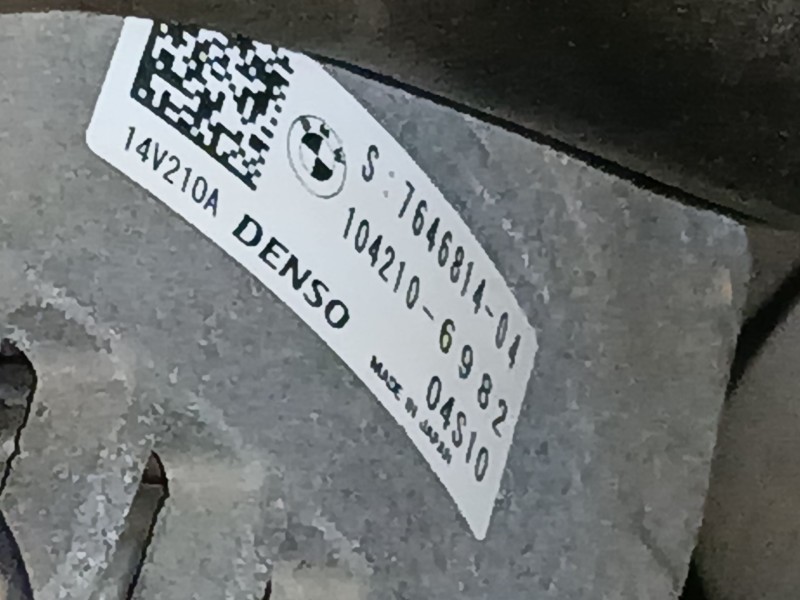 S:7646814-04
104210-6982
14V210A DENSO 04S10
MADE IN JAPAN